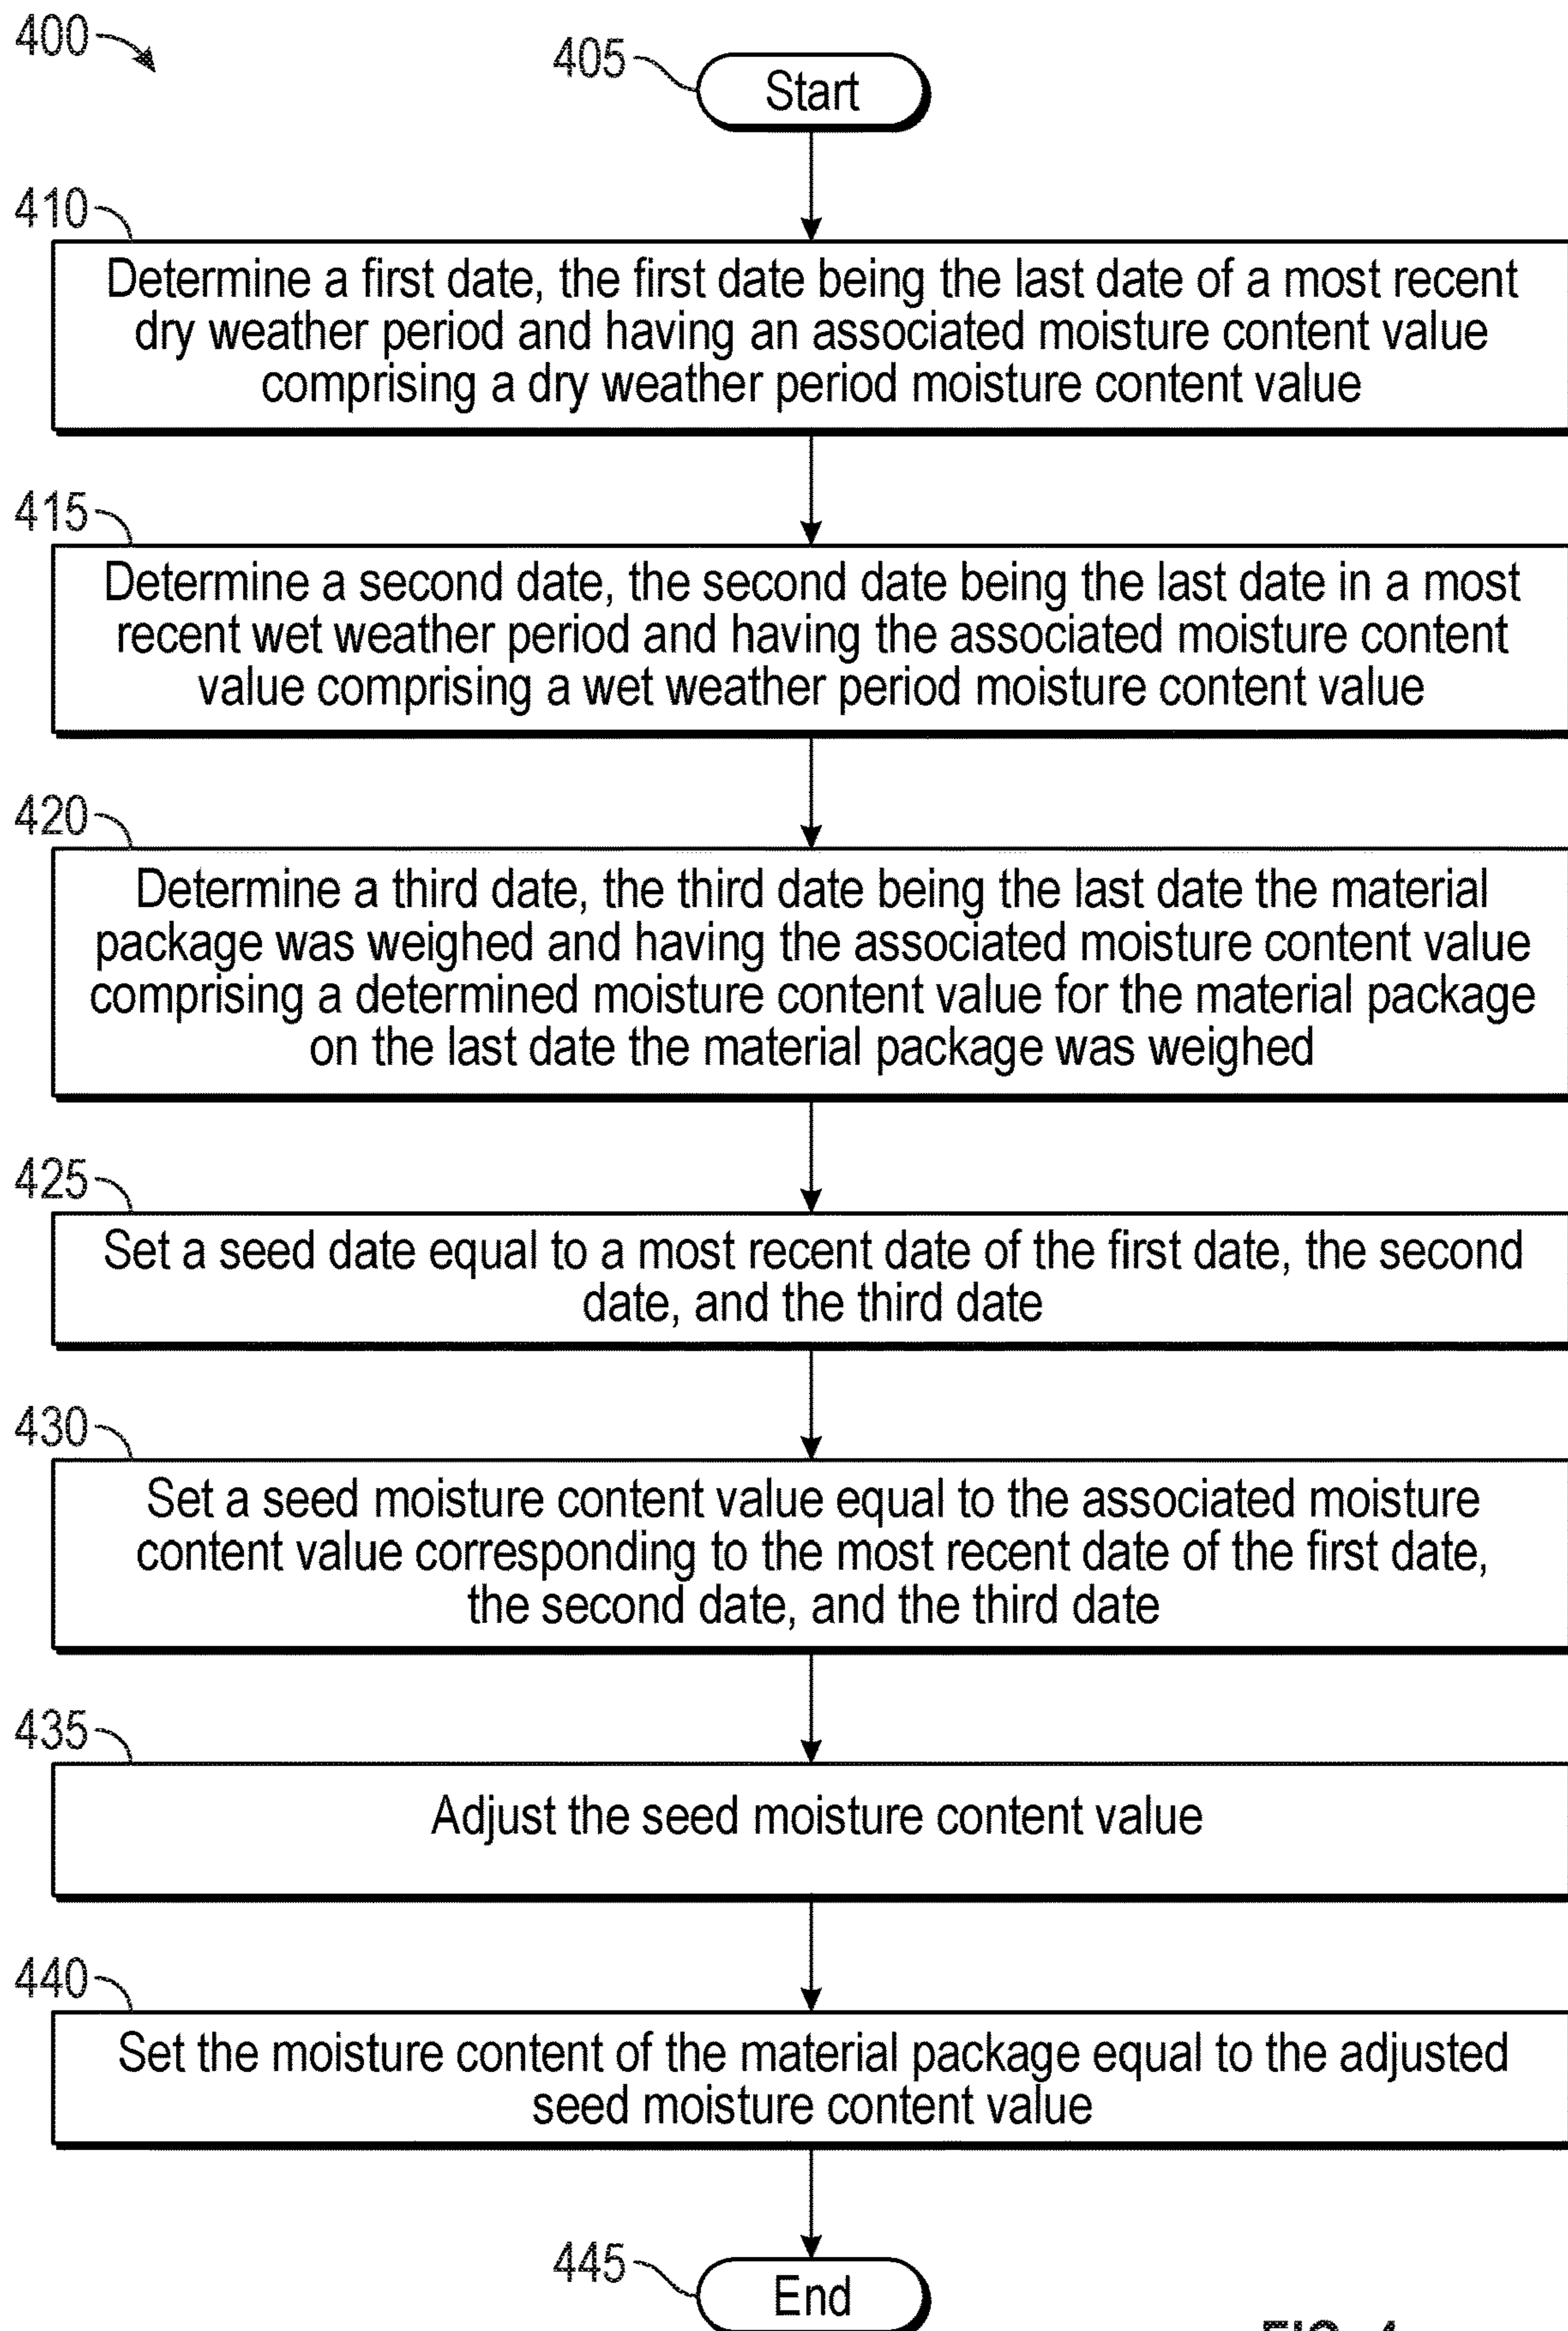 400
405
Start
410
Determine a first date, the first date being the last date of a most recent
dry weather period and having an associated moisture content value
comprising a dry weather period moisture content value
415
Determine a second date, the second date being the last date in a most
recent wet weather period and having the associated moisture content
value comprising a wet weather period moisture content value
420
Determine a third date, the third date being the last date the material
package was weighed and having the associated moisture content value
comprising a determined moisture content value for the material package
on the last date the material package was weighed
425
Set a seed date equal to a most recent date of the first date, the second
date, and the third date
430
Set a seed moisture content value equal to the associated moisture
content value corresponding to the most recent date of the first date,
the second date, and the third date
435
Adjust the seed moisture content value
440
Set the moisture content of the material package equal to the adjusted
seed moisture content value
445
End